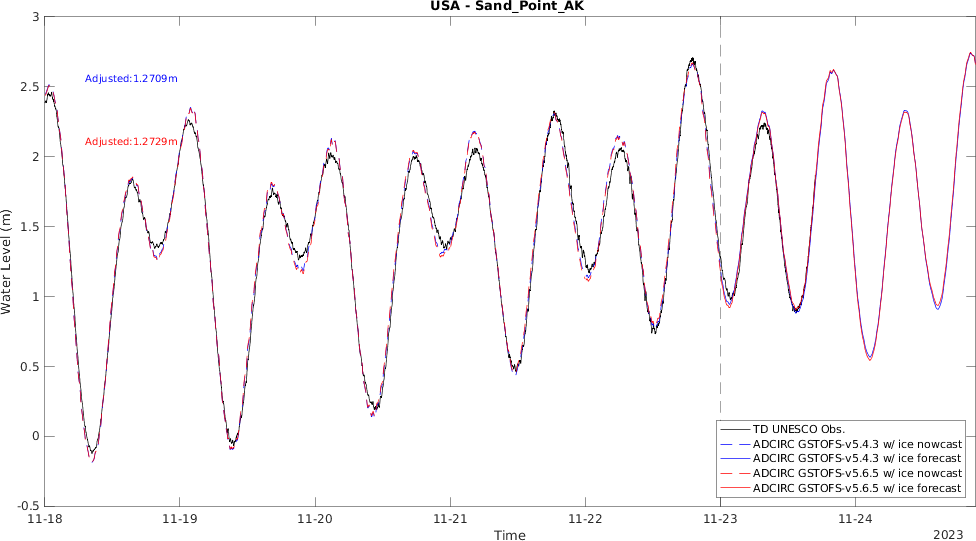 USA - Sand_Point_AK
3
2.5
2
1.5
1
0.5
0
-0.5
Water Level (m)
Adjusted:1.2709m
Adjusted:1.2729m
TD UNESCO Obs.
ADCIRC GSTOFS-v5.4.3 w/ ice nowcast
ADCIRC GSTOFS-v5.4.3 w/ ice forecast
ADCIRC GSTOFS-v5.6.5 w/ ice nowcast
ADCIRC GSTOFS-v5.6.5 w/ ice forecast
11-18 11-19 11-20 11-21 11-22 11-23 11-24
Time
2023